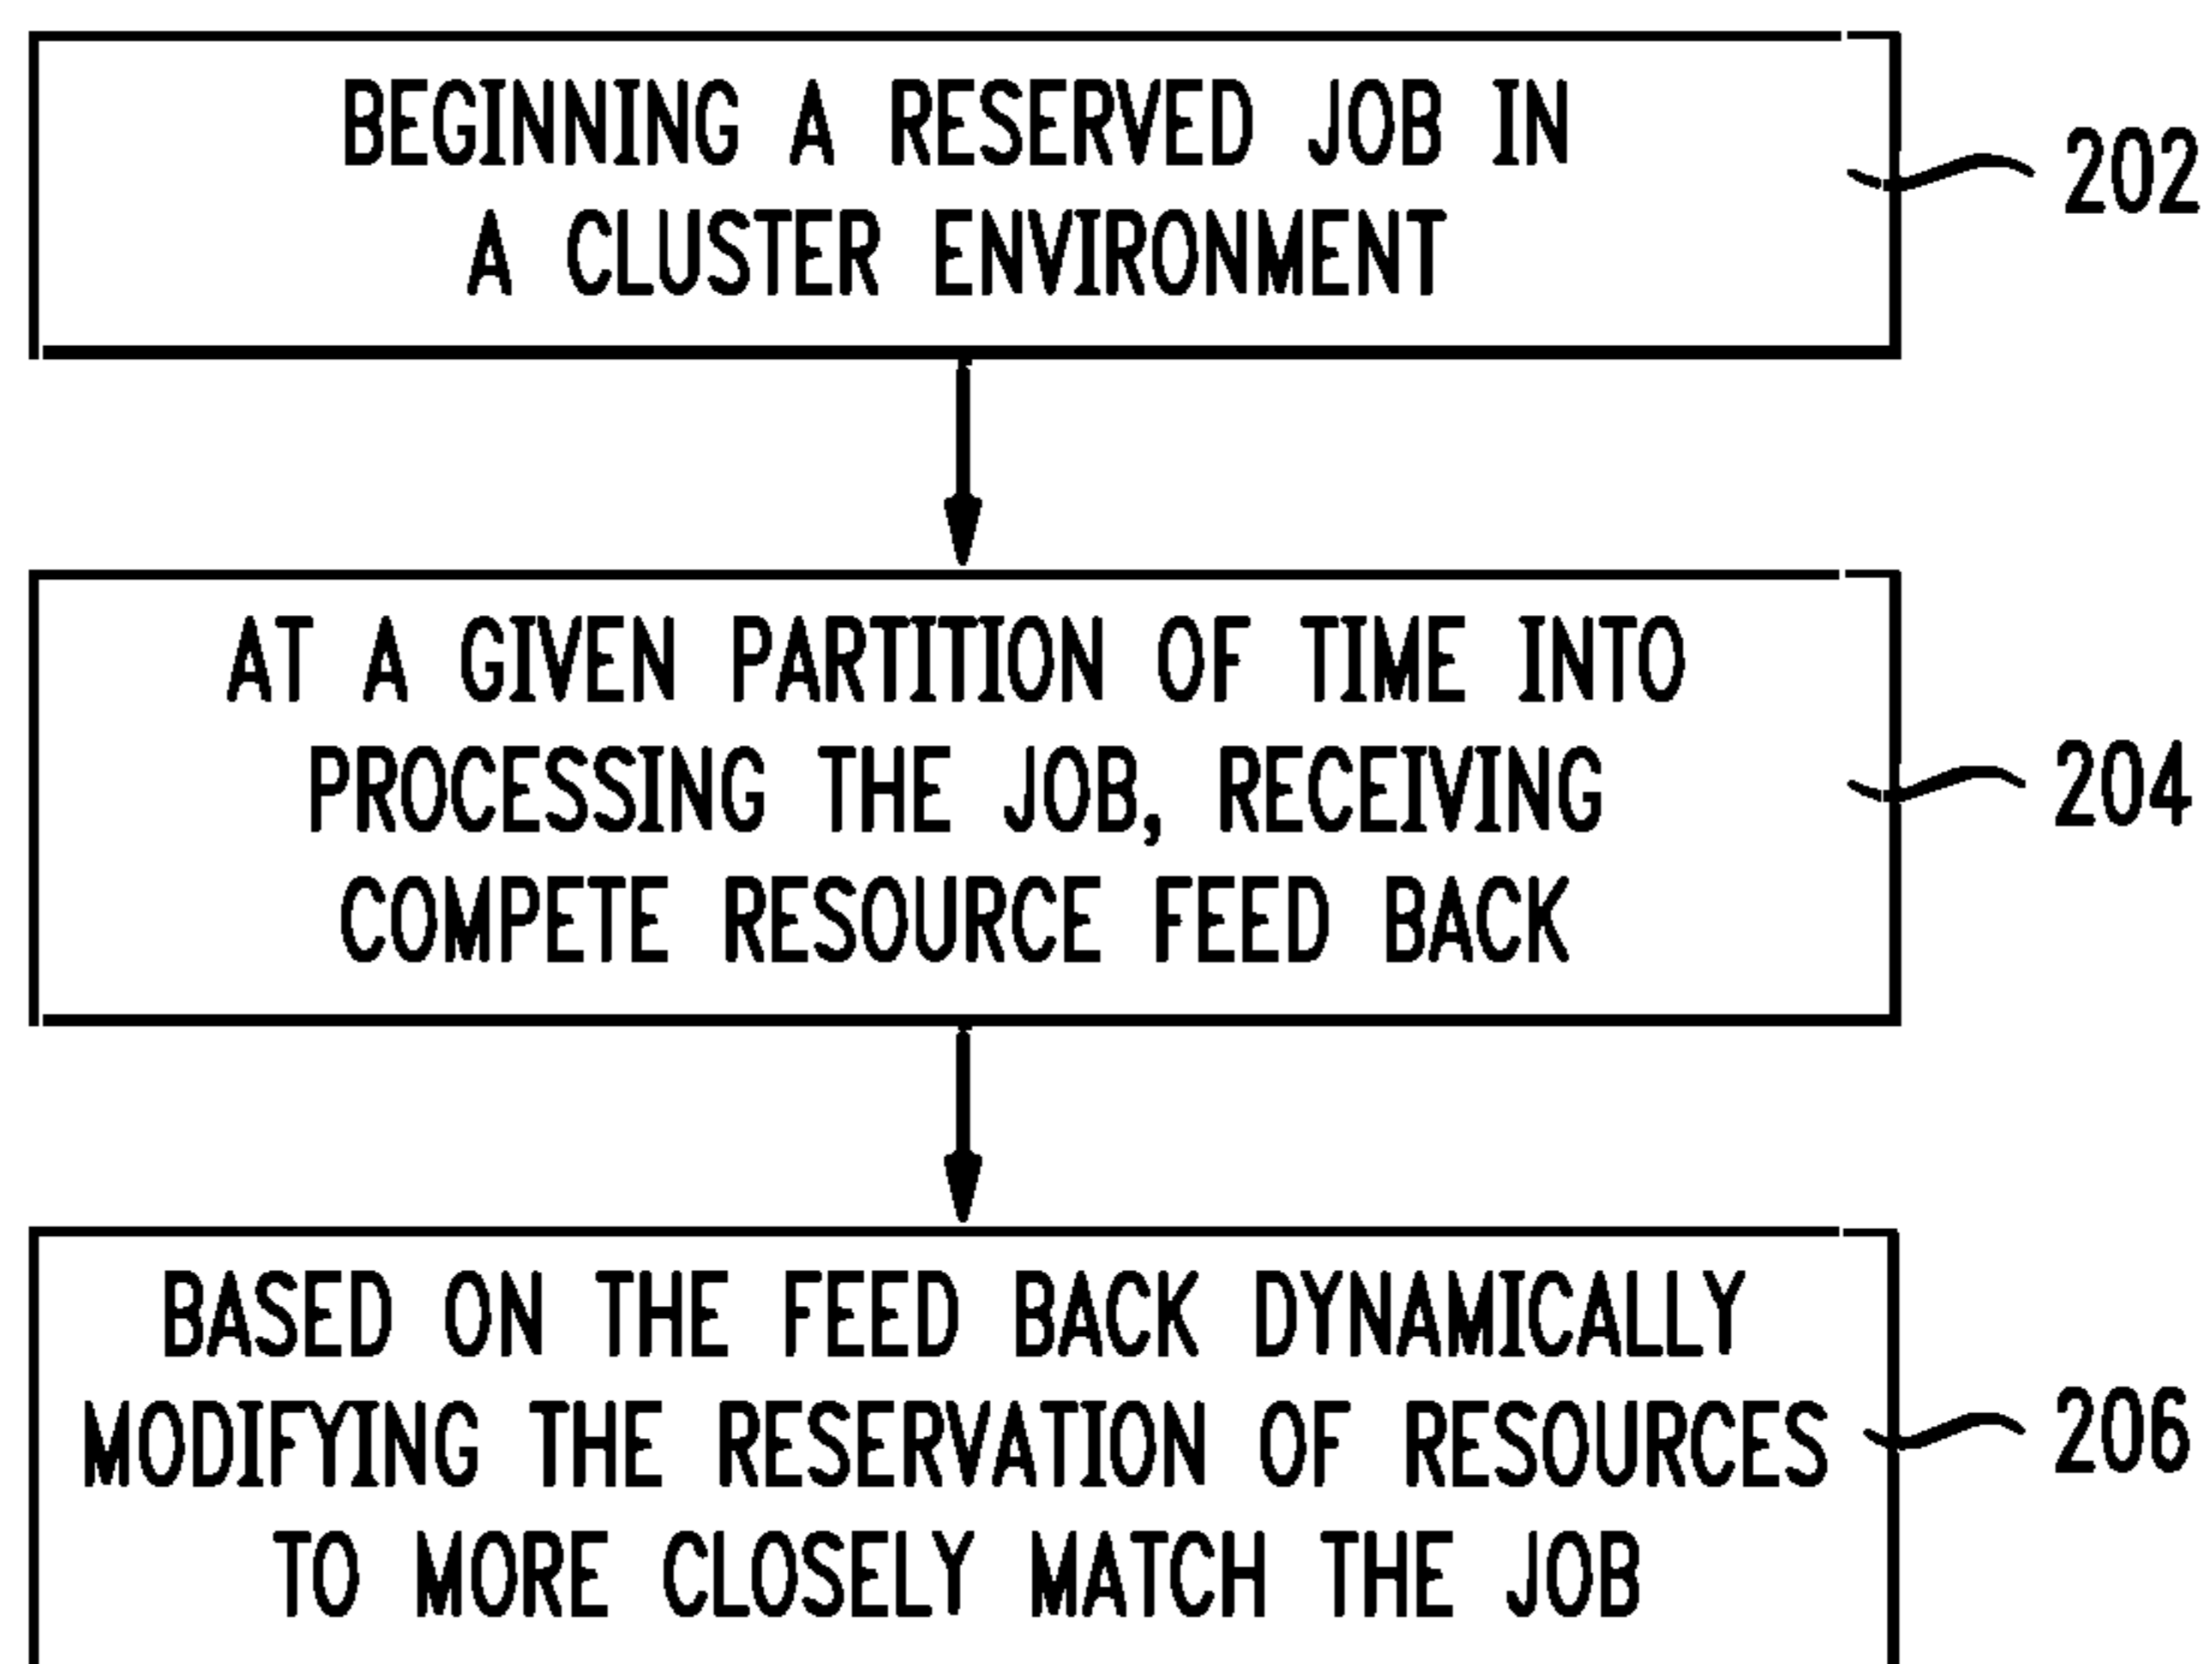 BEGINNING A RESERVED JOB IN
A CLUSTER ENVIRONMENT
202
AT A GIVEN PARTITION OF TIME INTO
PROCESSING THE JOB, RECEIVING
COMPETE RESOURCE FEED BACK
204
BASED ON THE FEED BACK DYNAMICALLY
MODIFYING THE RESERVATION OF RESOURCES
TO MORE CLOSELY MATCH THE JOB
206